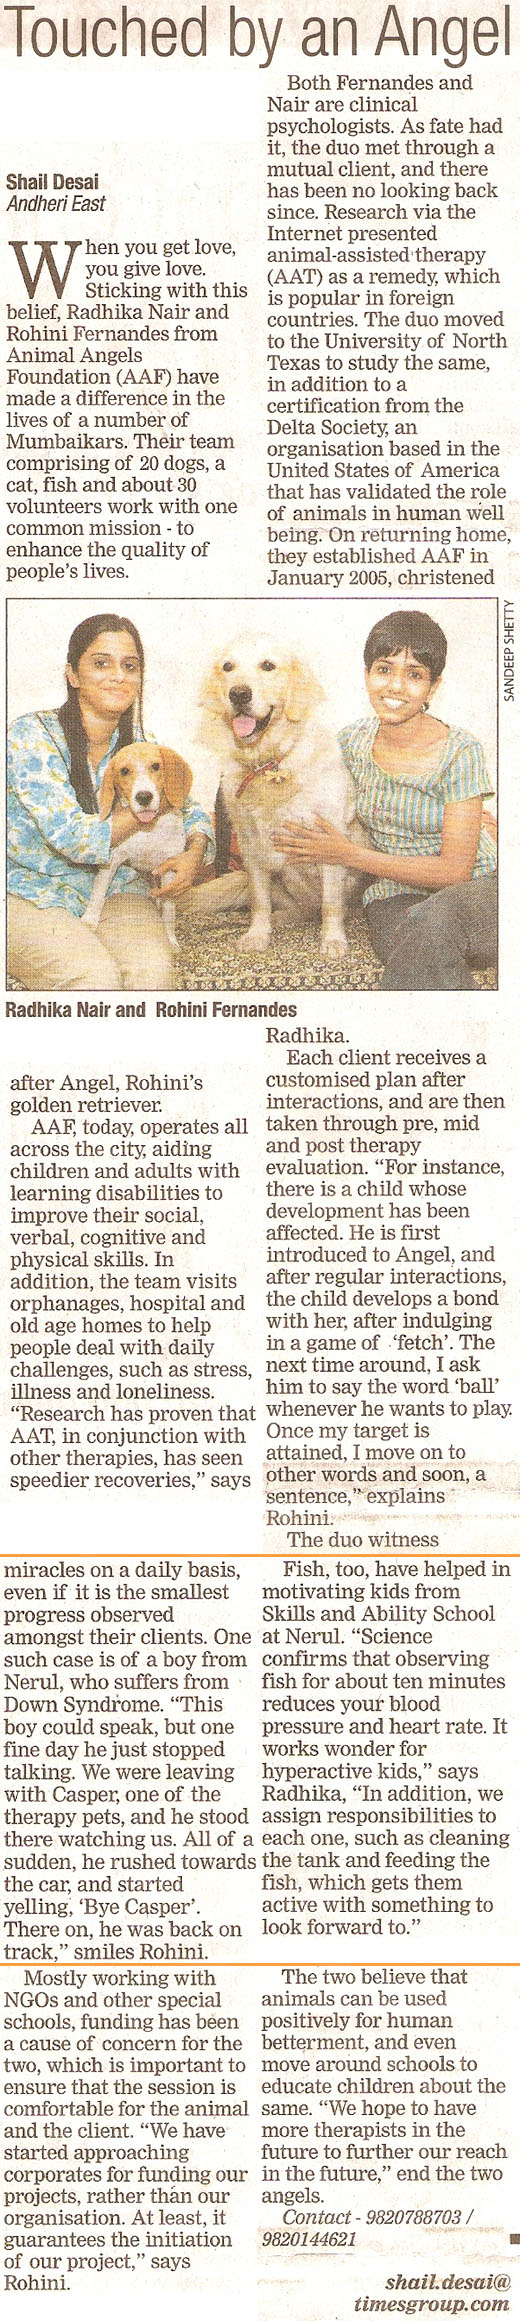 Touched by an Angel
Shail Desai
Andheri East
When you get love,
you give love.
Sticking with this
belief, Radhika Nair and
Rohini Fernandes from
Animal Angels
Foundation (AAF) have
made a difference in the
lives of a number of
Mumbaikars. Their team
comprising of 20 dogs, a
cat, fish and about 30
volunteers work with one
common mission - to
enhance the quality of
people's lives.
Both Fernandes and
Nair are clinical
psychologists. As fate had
it, the duo met through a
mutual client, and there
has been no looking back
since. Research via the
Internet presented
animal-assisted therapy
(AAT) as a remedy, which
is popular in foreign
countries. The duo moved
to the University of North
Texas to study the same,
in addition to a
certification from the
Delta Society, an
organisation based in the
United States of America
that has validated the role
of animals in human well
being. On returning home,
they established AAF in
January 2005, christened
SANDEEP SHETTY
Radhika Nair and Rohini Fernandes
after Angel, Rohini's
golden retriever.
AAF, today, operates all
across the city, aiding
children and adults with
learning disabilities to
improve their social,
verbal, cognitive and
physical skills. In
addition, the team visits
orphanages, hospital and
old age homes to help
people deal with daily
challenges, such as stress,
illness and loneliness.
"Research has proven that
AAT, in conjunction with
other therapies, has seen
speedier recoveries," says
Radhika.
Each client receives a
customised plan after
interactions, and are then
taken through pre, mid
and post therapy
evaluation. "For instance,
there is a child whose
development has been
affected. He is first
introduced to Angel, and
after regular interactions,
the child develops a bond
with her, after indulging
in a game of 'fetch'. The
next time around, I ask
him to say the word 'ball'
whenever he wants to play.
Once my target is
attained, I move on to
other words and soon, a
sentence," explains
Rohini.
The duo witness
miracles on a daily basis,
even if it is the smallest
progress observed
amongst their clients. One
such case is of a boy from
Nerul, who suffers from
Down Syndrome. "This
boy could speak, but one
fine day he just stopped
talking. We were leaving
with Casper, one of the
therapy pets, and he stood
there watching us. All of a
sudden, he rushed towards
the car, and started
yelling, 'Bye Casper'.
There on, he was back on
track," smiles Rohini.
Fish, too, have helped in
motivating kids from
Skills and Ability School
at Nerul. "Science
confirms that observing
fish for about ten minutes
reduces your blood
pressure and heart rate. It
works wonder for
hyperactive kids," says
Radhika, "In addition, we
assign responsibilities to
each one, such as cleaning
the tank and feeding the
fish, which gets them
active with something to
look forward to."
Mostly working with
NGOs and other special
schools, funding has been
a cause of concern for the
two, which is important to
ensure that the session is
comfortable for the animal
and the client. "We have
started approaching
corporates for funding our
projects, rather than our
organisation. At least, it
guarantees the initiation
of our project," says
Rohini.
The two believe that
animals can be used
positively for human
betterment, and even
move around schools to
educate children about the
same. "We hope to have
more therapists in the
future to further our reach
in the future," end the two
angels.
Contact - 9820788703 /
9820144621
shail.desai@
timesgroup.com